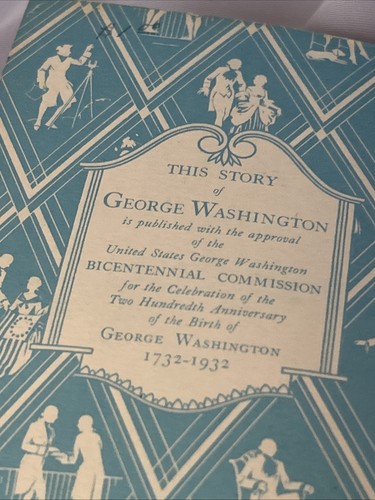 THIS STORY
of
GEORGE WASHINGTON
is published with the approval
of the
United States George Washington
BICENTENNIAL COMMISSION
for the Celebration of the
Two Hundredth Anniversary
of the Birth of
GEORGE WASHINGTON
1732-1932